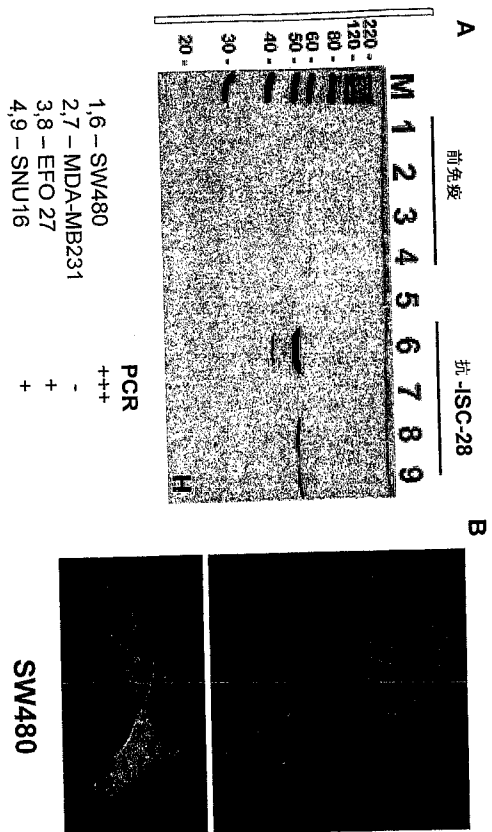 A
B
前免疫
抗-ISC-28
M 1 2 3 4 5 6 7 8 9
220-
120-
80-
60-
50-
40-
30-
20-
H
PCR
1,6 – SW480 +++
2,7 – MDA-MB231 -
3,8 – EFO 27 +
4,9 – SNU16 +
SW480